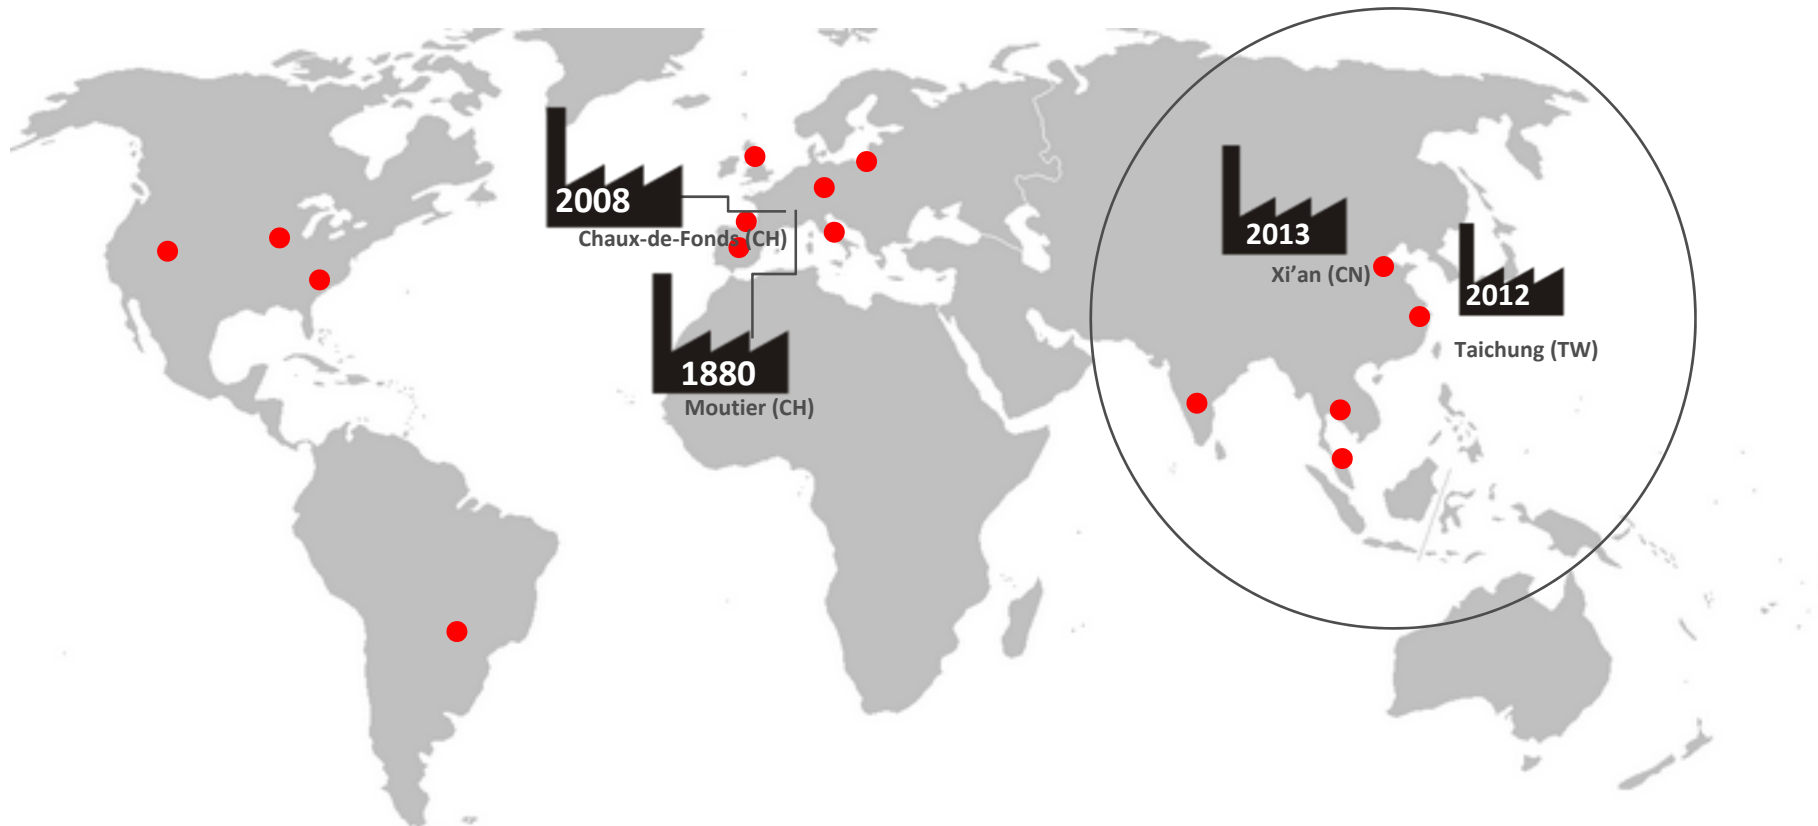 2008
Chaux-de-Fonds (CH)
1880
Moutier (CH)
2013
Xi’an (CN)
2012
Taichung (TW)